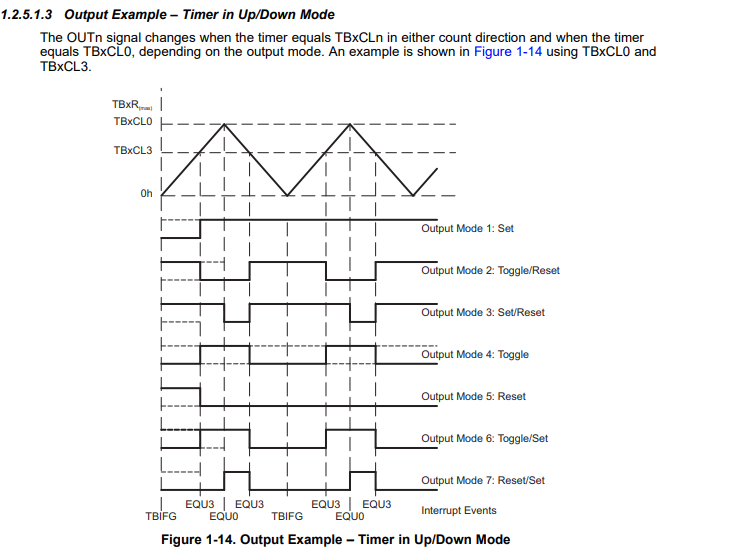 1.2.5.1.3 Output Example – Timer in Up/Down Mode
The OUTn signal changes when the timer equals TBxCLn in either count direction and when the timer
equals TBxCL0, depending on the output mode. An example is shown in Figure 1-14 using TBxCL0 and
TBxCL3.
TBxR(max)
TBxCL0
TBxCL3
0h
Output Mode 1: Set
Output Mode 2: Toggle/Reset
Output Mode 3: Set/Reset
Output Mode 4: Toggle
Output Mode 5: Reset
Output Mode 6: Toggle/Set
Output Mode 7: Reset/Set
EQU3 EQU3 EQU3 EQU3
TBIFG EQU0 TBIFG EQU0
Interrupt Events
Figure 1-14. Output Example – Timer in Up/Down Mode